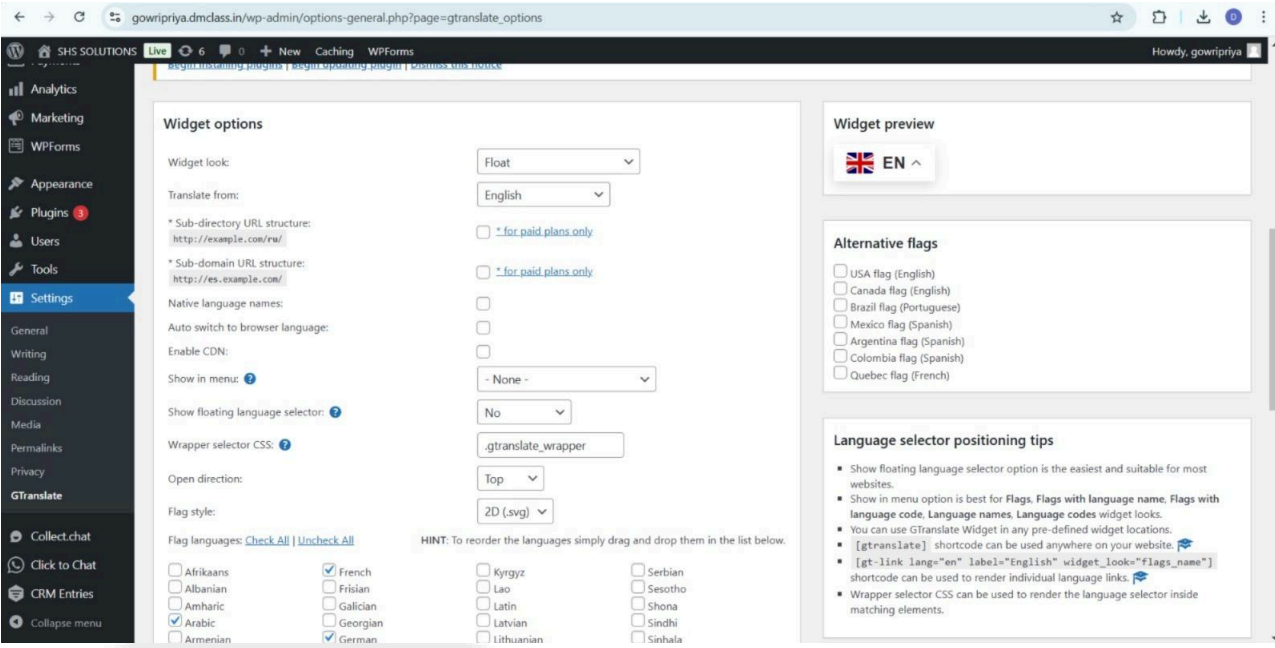 gowripriya.dmclass.in/wp-admin/options-general.php?page=gtranslate_options
D
SHS SOLUTIONS Live 6 0 + New Caching WPForms
Howdy, gowripriya
Begin installing plugins | Begin updating plugin | Dismiss this notice
Analytics
Marketing
WPForms
Appearance
Plugins 3
Users
Tools
Settings
General
Writing
Reading
Discussion
Media
Permalinks
Privacy
GTranslate
Collect.chat
Click to Chat
CRM Entries
Collapse menu
Widget options
Widget look: Float
Translate from: English
* Sub-directory URL structure:
http://example.com/ru/
* for paid plans only
* Sub-domain URL structure:
http://es.example.com/
* for paid plans only
Native language names:
Auto switch to browser language:
Enable CDN:
Show in menu: ? - None -
Show floating language selector: ? No
Wrapper selector CSS: ? .gtranslate_wrapper
Open direction: Top
Flag style: 2D (.svg)
Flag languages: Check All | Uncheck All HINT: To reorder the languages simply drag and drop them in the list below.
Afrikaans French Kyrgyz Serbian
Albanian Frisian Lao Sesotho
Amharic Galician Latin Shona
Arabic Georgian Latvian Sindhi
Armenian German Lithuanian Sinhala
Widget preview
EN
Alternative flags
USA flag (English)
Canada flag (English)
Brazil flag (Portuguese)
Mexico flag (Spanish)
Argentina flag (Spanish)
Colombia flag (Spanish)
Quebec flag (French)
Language selector positioning tips
Show floating language selector option is the easiest and suitable for most
websites.
Show in menu option is best for Flags, Flags with language name, Flags with
language code, Language names, Language codes widget looks.
You can use GTranslate Widget in any pre-defined widget locations.
[gtranslate] shortcode can be used anywhere on your website.
[gt-link lang="en" label="English" widget_look="flags_name"]
shortcode can be used to render individual language links.
Wrapper selector CSS can be used to render the language selector inside
matching elements.